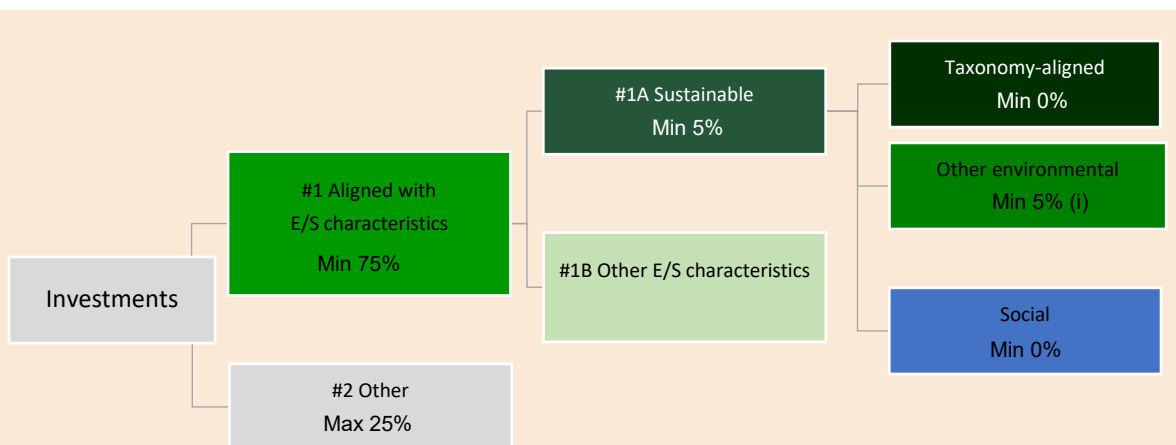 Investments
#1 Aligned with
E/S characteristics
Min 75%
#2 Other
Max 25%
#1A Sustainable
Min 5%
#1B Other E/S characteristics
Taxonomy-aligned
Min 0%
Other environmental
Min 5% (i)
Social
Min 0%